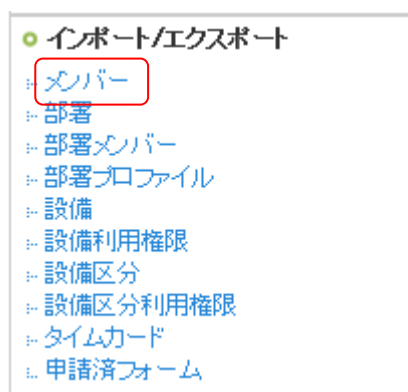 インポート/エクスポート
メンバー
部署
部署メンバー
部署プロファイル
設備
設備利用権限
設備区分
設備区分利用権限
タイムカード
申請済フォーム